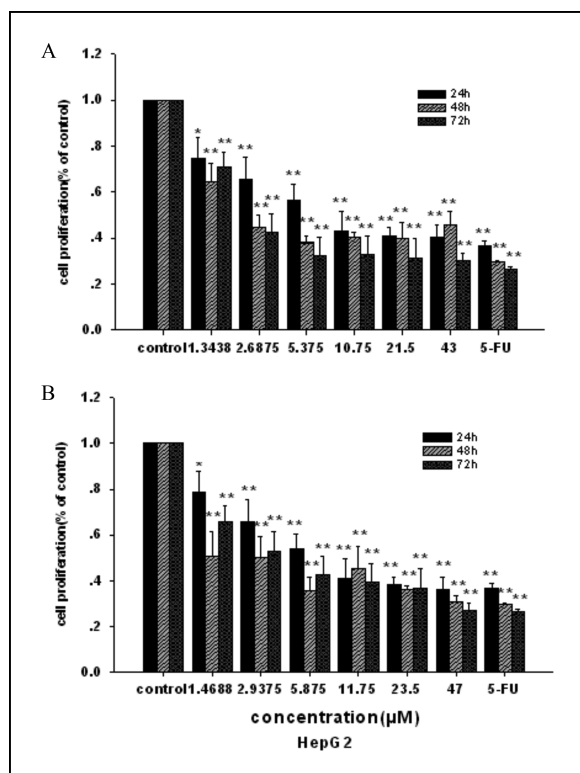 A
1.2
1.0
.8
.6
.4
.2
0.0
cell proliferation(% of control)
24h
48h
72h
* ** **
** ** **
** ** **
** ** **
** ** **
** ** **
** ** **
control 1.3438 2.6875 5.375 10.75 21.5 43 5-FU
B
1.2
1.0
.8
.6
.4
.2
0.0
cell proliferation(% of control)
24h
48h
72h
* ** **
** ** **
** ** **
** ** **
** ** **
** ** **
** ** **
control 1.4688 2.9375 5.875 11.75 23.5 47 5-FU
concentration(µM)
HepG2